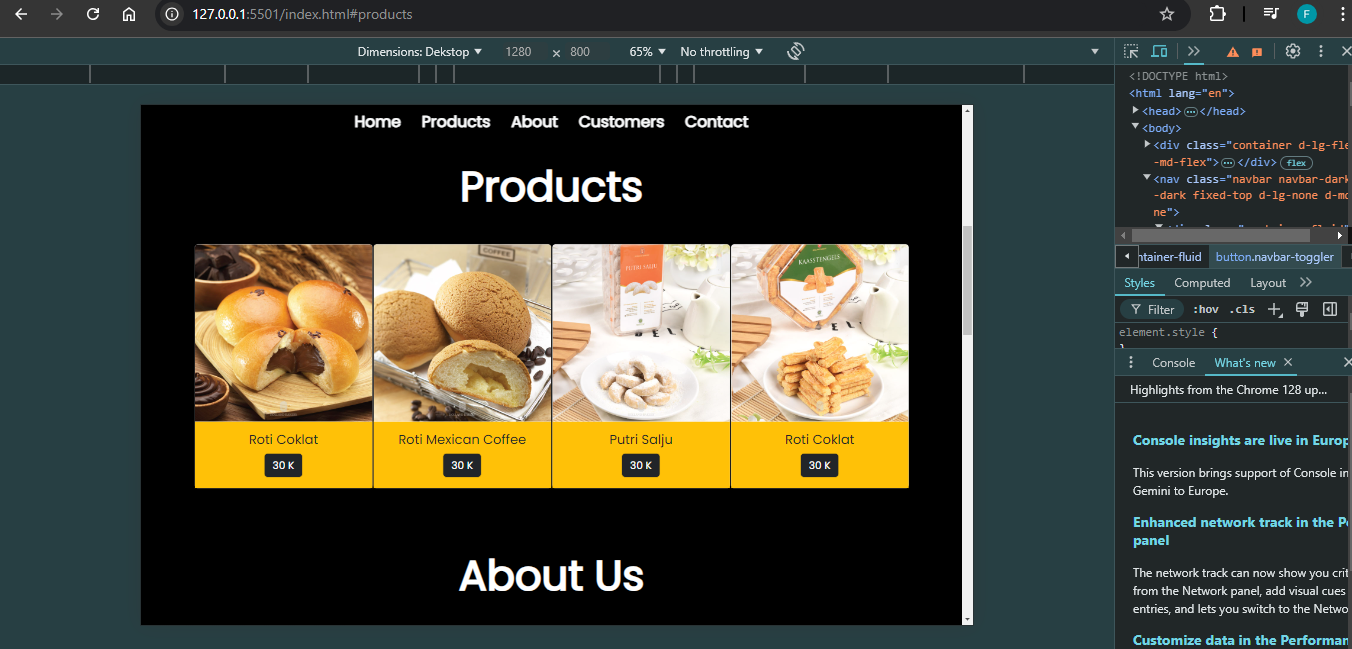 127.0.0.1:5501/index.html#products
F
Dimensions: Dekstop 1280 × 800 65% No throttling
<!DOCTYPE html>
<html lang="en">
<head> </head>
<body>
<div class="container d-lg-fle
-md-flex"> </div> flex
<nav class="navbar navbar-dark
-dark fixed-top d-lg-none d-mo
ne">
ntainer-fluid button.navbar-toggler
Styles Computed Layout
Filter :hov .cls
element.style {
Console What's new
Highlights from the Chrome 128 up...
Console insights are live in Europ
This version brings support of Console in
Gemini to Europe.
Enhanced network track in the Pe
panel
The network track can now show you crit
from the Network panel, add visual cues
entries, and lets you switch to the Netwo
Customize data in the Performan
Home Products About Customers Contact
Products
COFFEE
PUTRI SALJU
KAASSTENGELS
Roti Coklat
30 K
Roti Mexican Coffee
30 K
Putri Salju
30 K
Roti Coklat
30 K
About Us